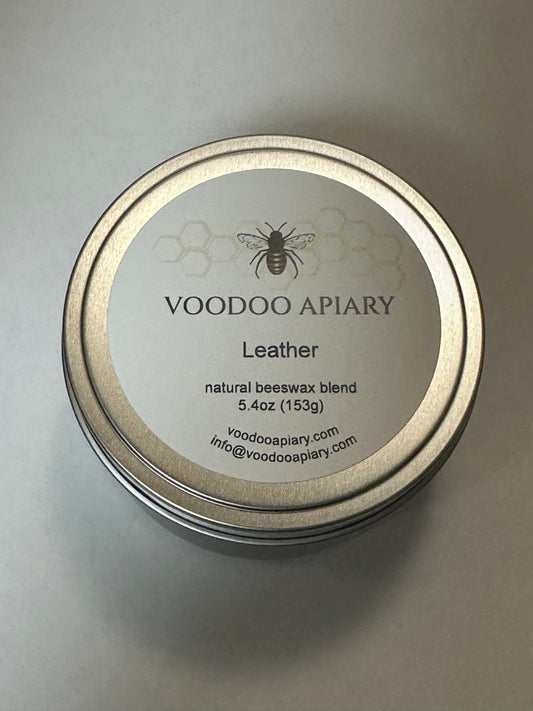 VOODOO APIARY
Leather
natural beeswax blend
5.4oz (153g)
voodooapiary.com
info@voodooapiary.com